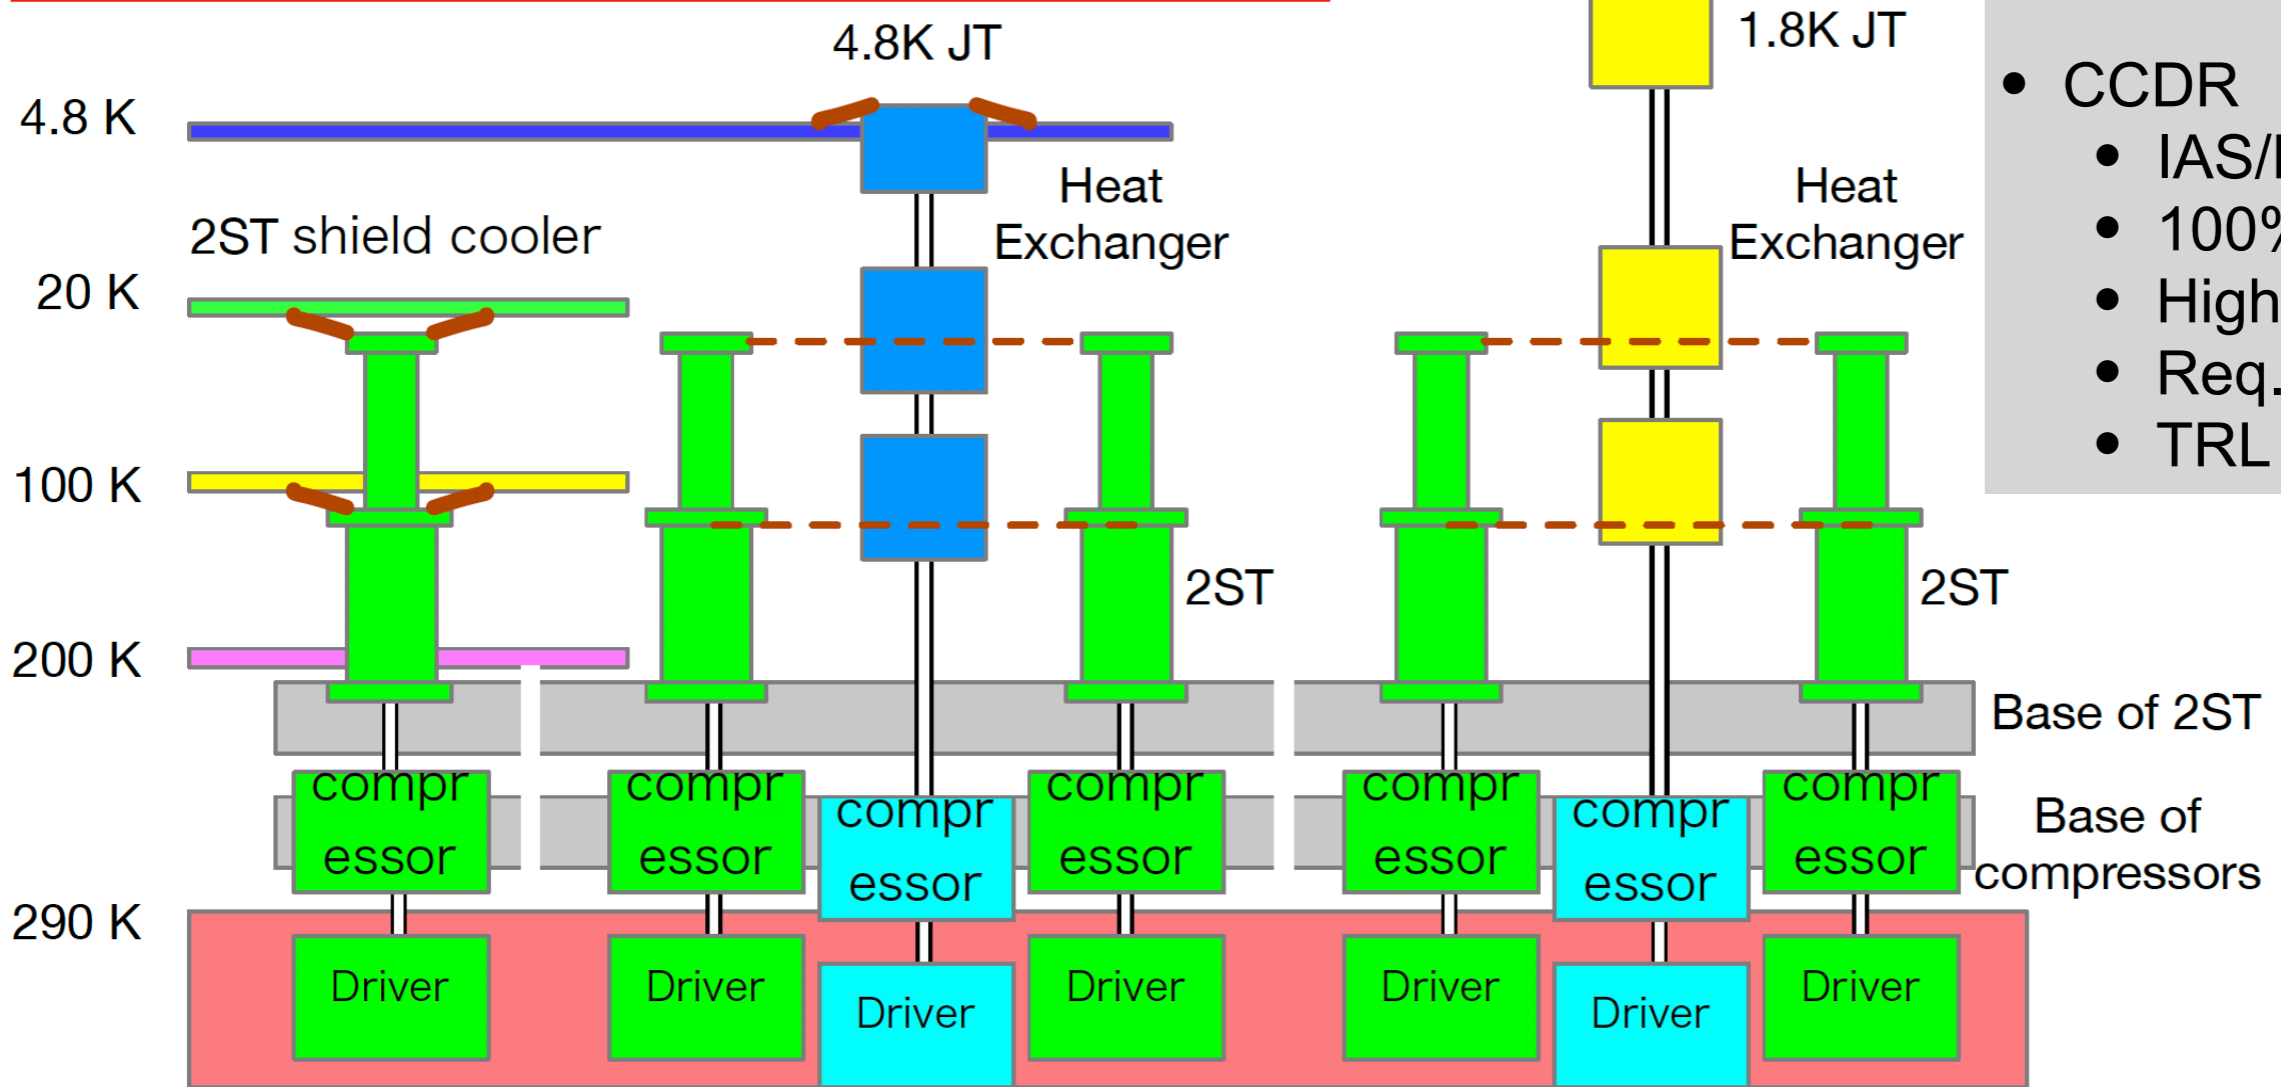 4.8K JT
1.8K JT
4.8 K
Heat
Exchanger
Heat
Exchanger
2ST shield cooler
20 K
100 K
200 K
290 K
2ST
2ST
Base of 2ST
Base of
compressors
compr
essor
compr
essor
compr
essor
compr
essor
compr
essor
compr
essor
compr
essor
Driver
Driver
Driver
Driver
Driver
Driver
Driver
• CCDR
• IAS/
• 100%
• High
• Req.
• TRL